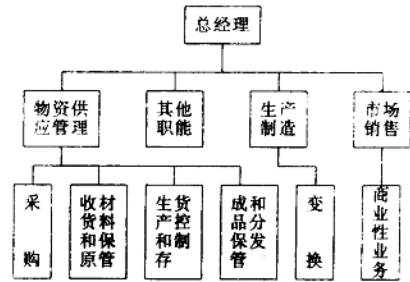 总经理
物资供
应管理
其他
职能
生产
制造
市场
销售
采购
收货和原
材料保管
生产和存
货控制
成品保管
和分发
变换
商业性业务